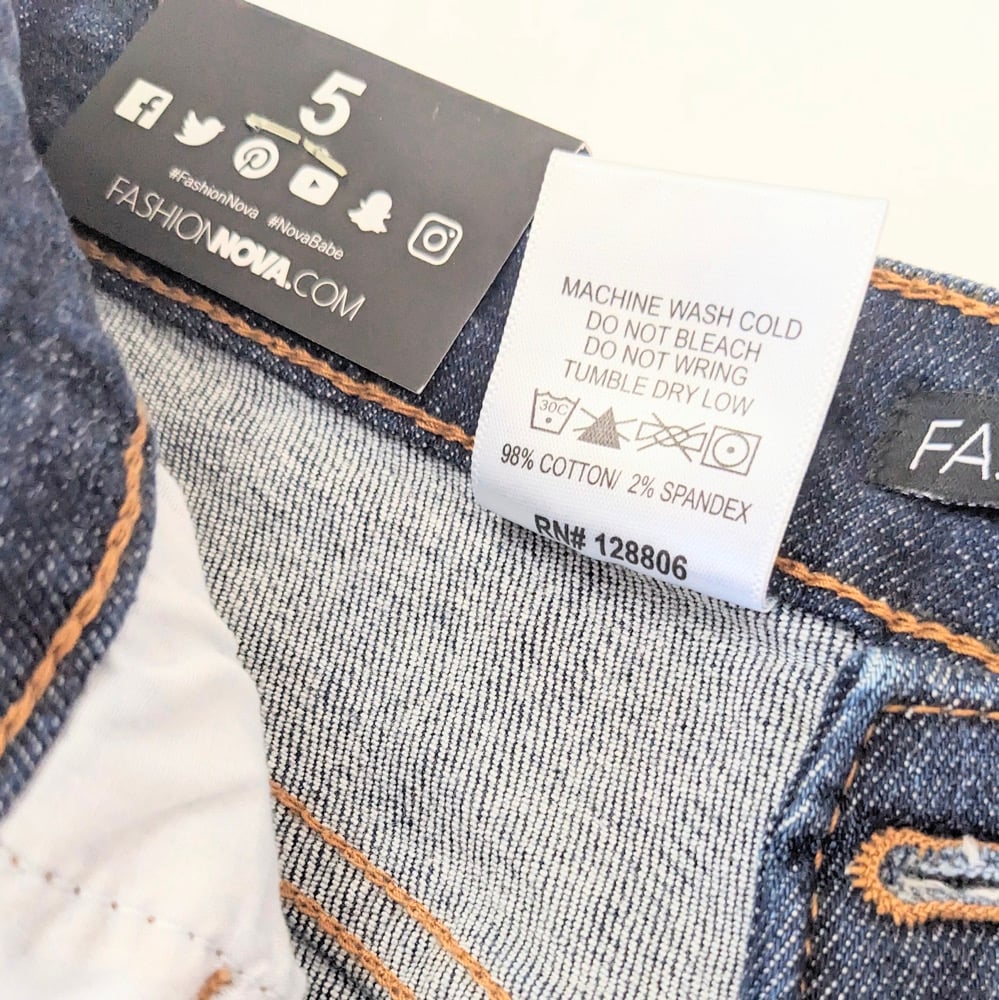 5
#FashionNova #NovaBabe
FASHIONNOVA.COM
MACHINE WASH COLD
DO NOT BLEACH
DO NOT WRING
TUMBLE DRY LOW
30C
98% COTTON/ 2% SPANDEX
RN# 128806
FA